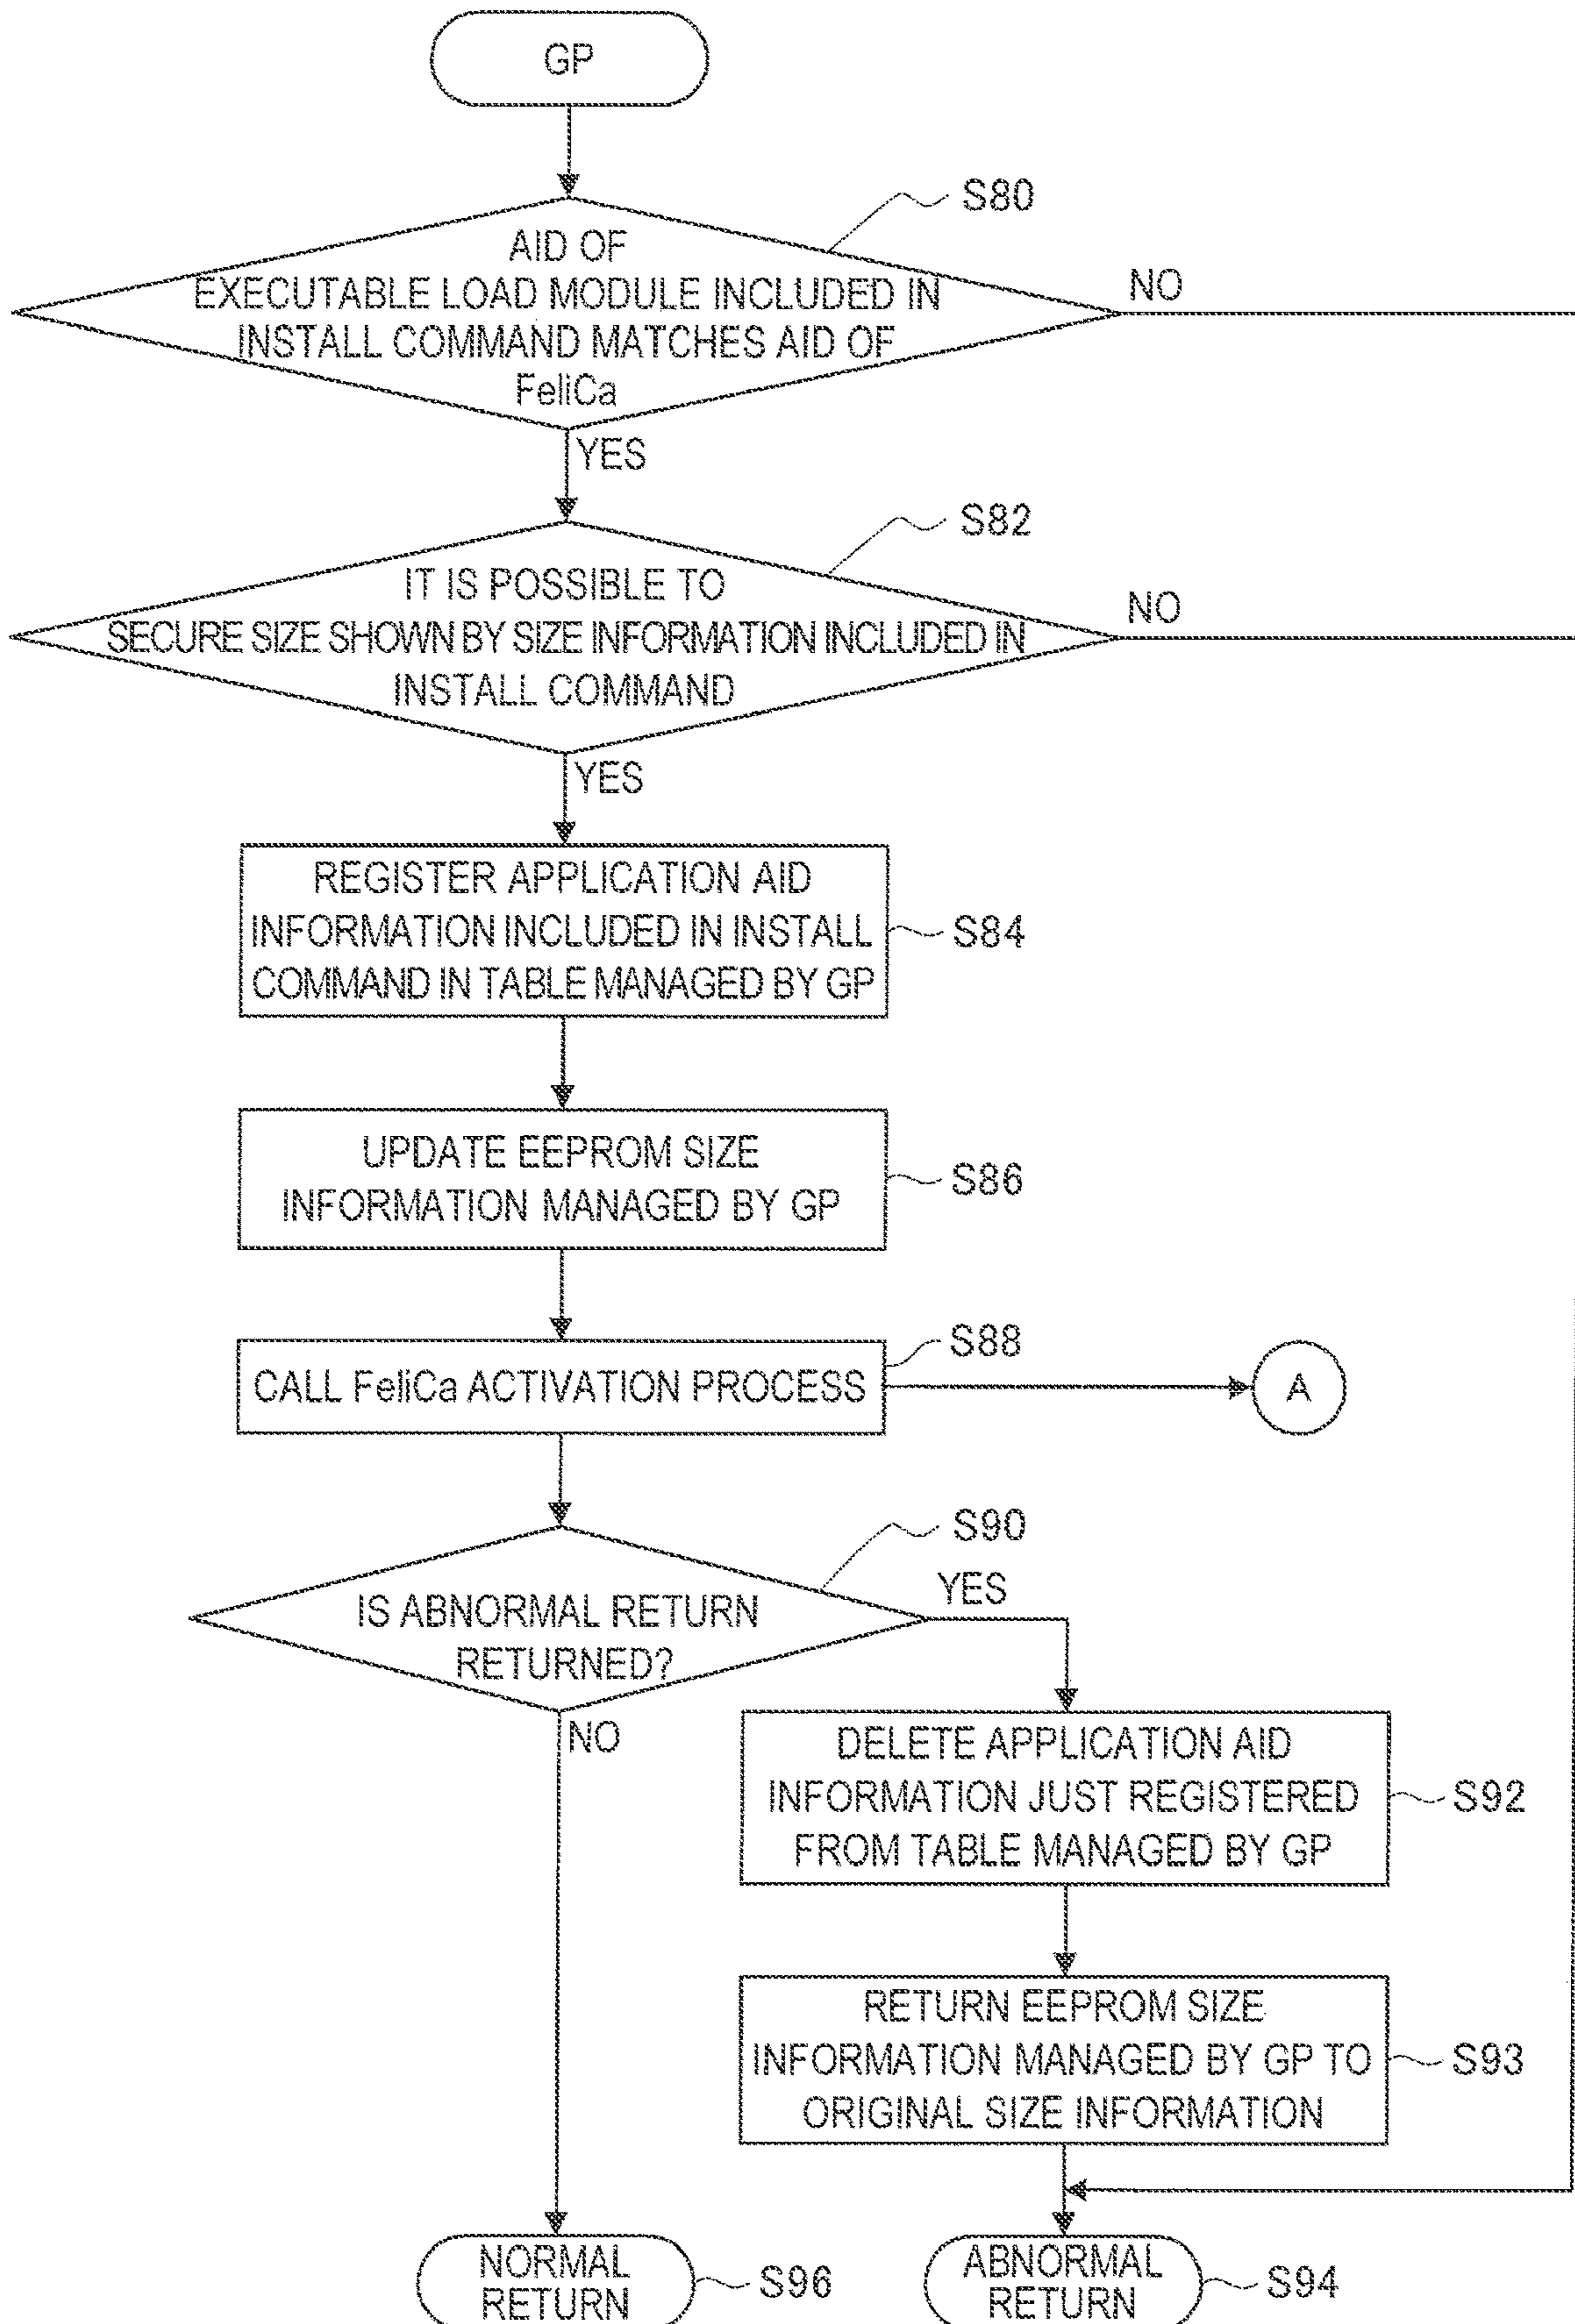 GP
S80
AID OF
EXECUTABLE LOAD MODULE INCLUDED IN
INSTALL COMMAND MATCHES AID OF
FeliCa
NO
YES
S82
IT IS POSSIBLE TO
SECURE SIZE SHOWN BY SIZE INFORMATION INCLUDED IN
INSTALL COMMAND
NO
YES
REGISTER APPLICATION AID
INFORMATION INCLUDED IN INSTALL
COMMAND IN TABLE MANAGED BY GP
S84
UPDATE EEPROM SIZE
INFORMATION MANAGED BY GP
S86
S88
CALL FeliCa ACTIVATION PROCESS
A
S90
IS ABNORMAL RETURN
RETURNED?
YES
NO
DELETE APPLICATION AID
INFORMATION JUST REGISTERED
FROM TABLE MANAGED BY GP
S92
RETURN EEPROM SIZE
INFORMATION MANAGED BY GP TO
ORIGINAL SIZE INFORMATION
S93
NORMAL
RETURN
S96
ABNORMAL
RETURN
S94